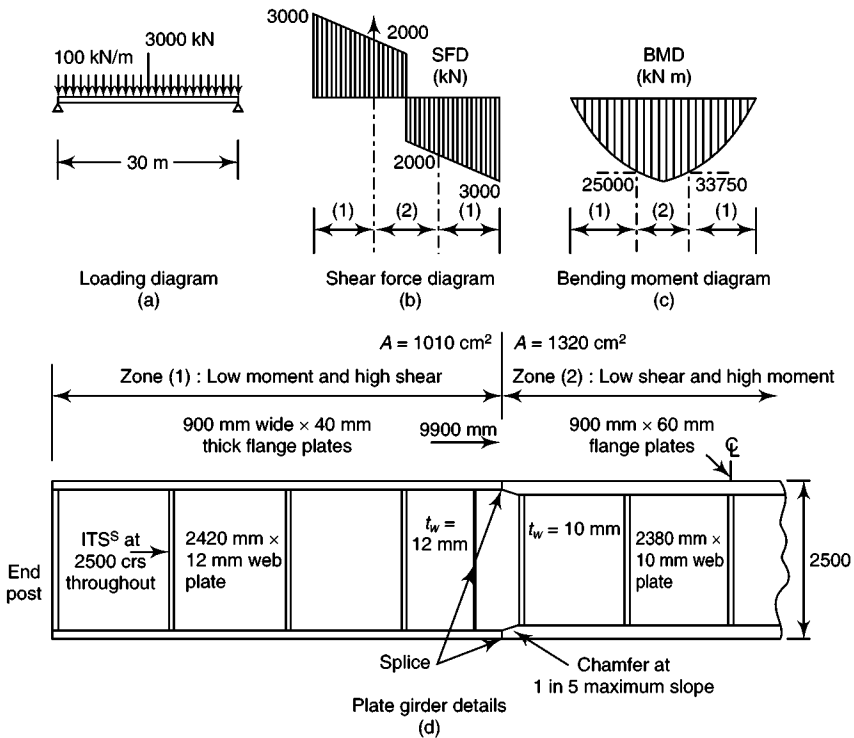 3000 kN
100 kN/m
30 m
Loading diagram
(a)
3000
2000
SFD
(kN)
2000
3000
(1)
(2)
(1)
Shear force diagram
(b)
BMD
(kN m)
25000
33750
(1)
(2)
(1)
Bending moment diagram
(c)
A = 1010 cm²
A = 1320 cm²
Zone (1) : Low moment and high shear
Zone (2) : Low shear and high moment
900 mm wide × 40 mm
thick flange plates
9900 mm
900 mm × 60 mm
flange plates
℄
ITSˢ at
2500 crs
throughout
2420 mm ×
12 mm web
plate
t_w =
12 mm
t_w = 10 mm
2380 mm ×
10 mm web
plate
2500
End
post
Splice
Chamfer at
1 in 5 maximum slope
Plate girder details
(d)